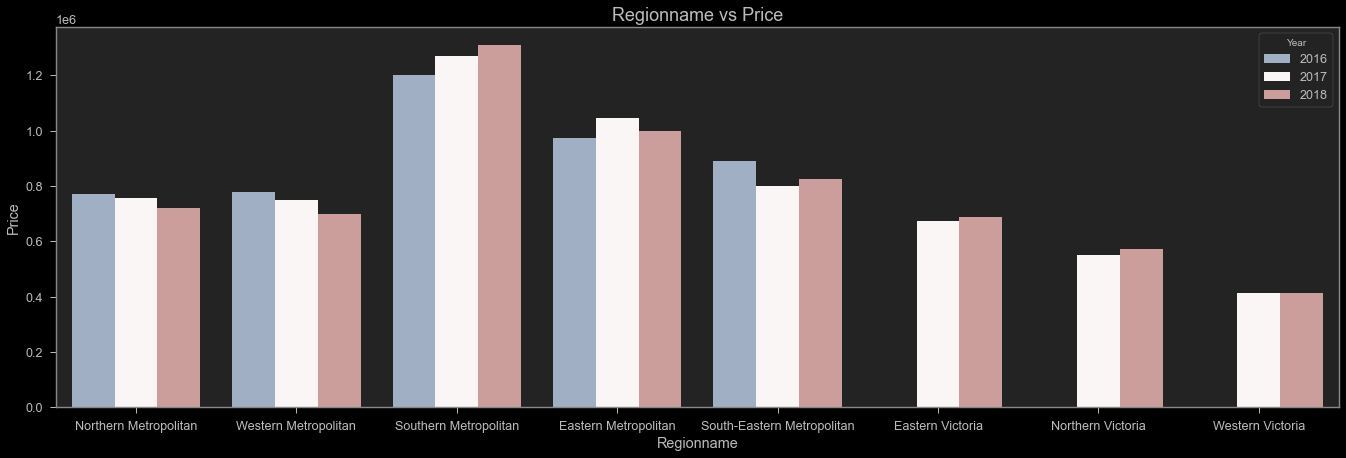 Regionname vs Price
1e6
Year
2016
2017
2018
1.2
1.0
0.8
0.6
0.4
0.2
0.0
Price
Northern Metropolitan
Western Metropolitan
Southern Metropolitan
Eastern Metropolitan
South-Eastern Metropolitan
Eastern Victoria
Northern Victoria
Western Victoria
Regionname